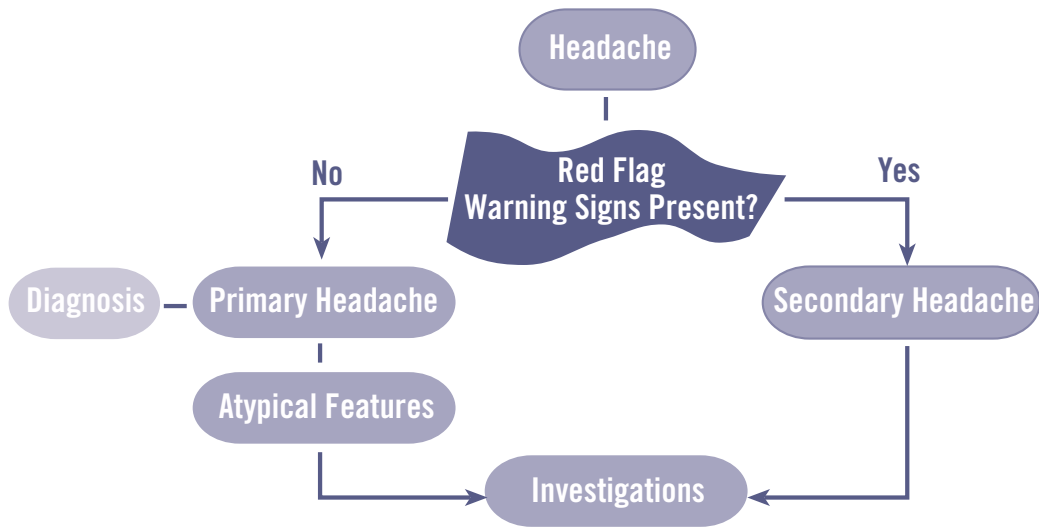 Headache
Red Flag
Warning Signs Present?
No
Yes
Diagnosis
Primary Headache
Secondary Headache
Atypical Features
Investigations